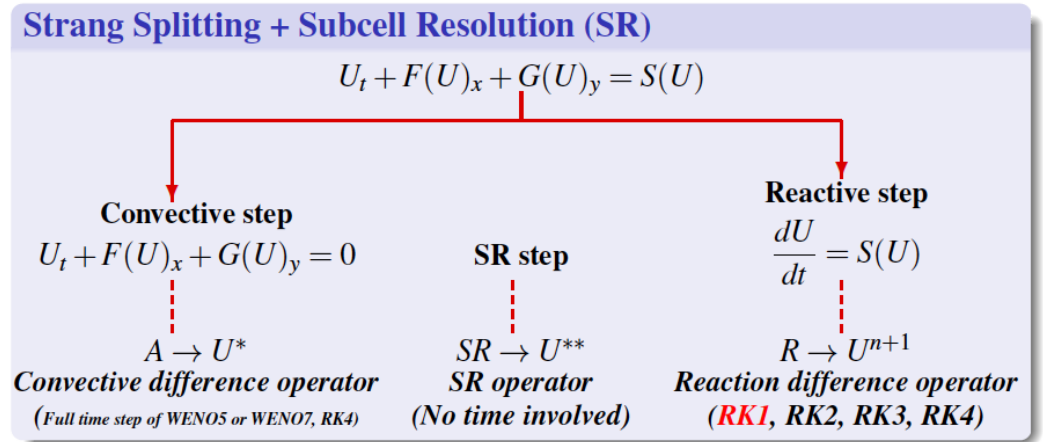 Strang Splitting + Subcell Resolution (SR)
U_t + F(U)_x + G(U)_y = S(U)
Convective step
U_t + F(U)_x + G(U)_y = 0
A → U*
Convective difference operator
(Full time step of WENO5 or WENO7, RK4)
SR step
SR → U**
SR operator
(No time involved)
Reactive step
dU/dt = S(U)
R → U^{n+1}
Reaction difference operator
(RK1, RK2, RK3, RK4)